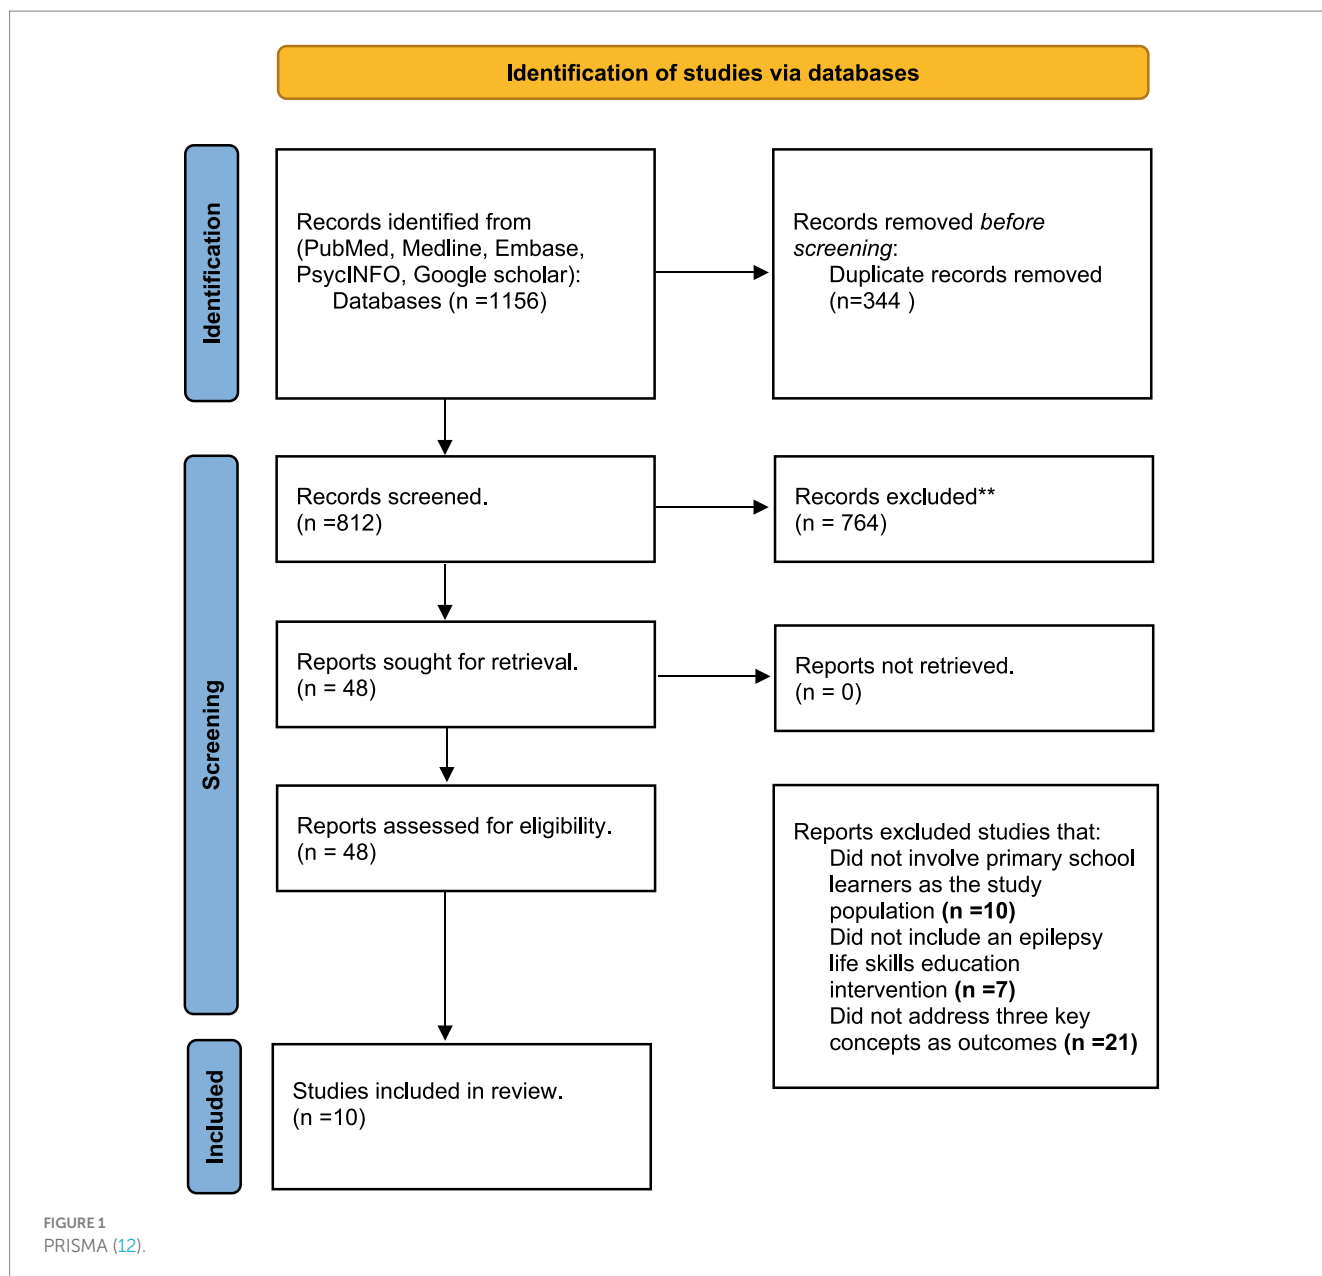 Identification of studies via databases
Identification
Records identified from
(PubMed, Medline, Embase,
PsycINFO, Google scholar):
Databases (n =1156)
Records removed before
screening:
Duplicate records removed
(n=344 )
Screening
Records screened.
(n =812)
Records excluded**
(n = 764)
Reports sought for retrieval.
(n = 48)
Reports not retrieved.
(n = 0)
Reports assessed for eligibility.
(n = 48)
Reports excluded studies that:
Did not involve primary school
learners as the study
population (n =10)
Did not include an epilepsy
life skills education
intervention (n =7)
Did not address three key
concepts as outcomes (n =21)
Included
Studies included in review.
(n =10)
FIGURE 1
PRISMA (12).